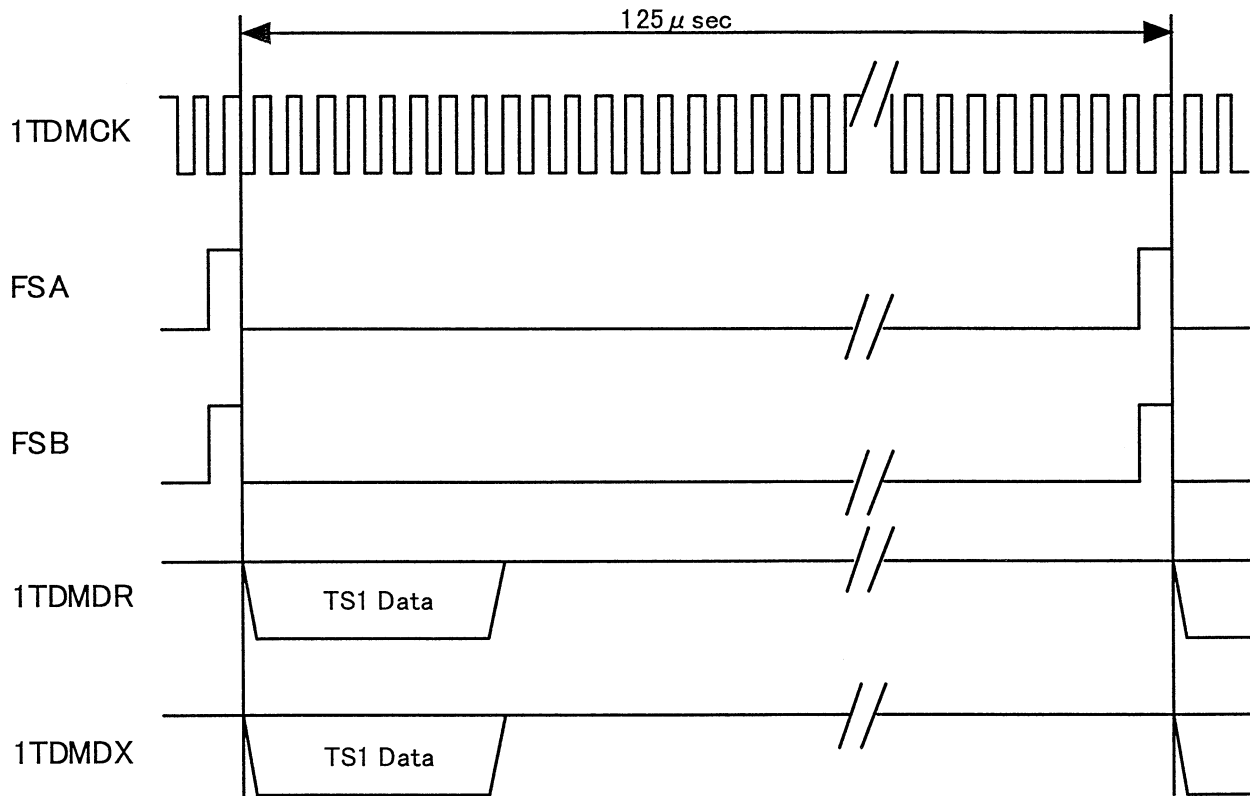 125μsec
1TDMCK
FSA
FSB
1TDMDR
TS1 Data
1TDMDX
TS1 Data